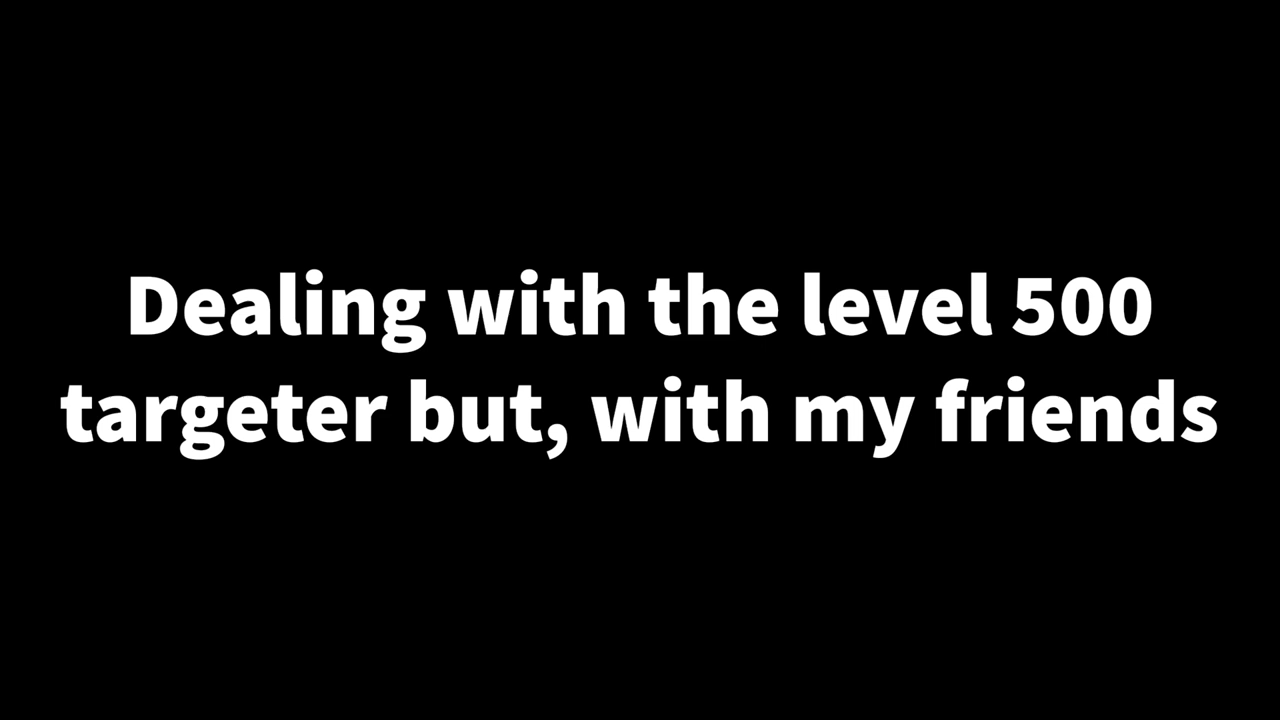 Dealing with the level 500
targeter but, with my friends